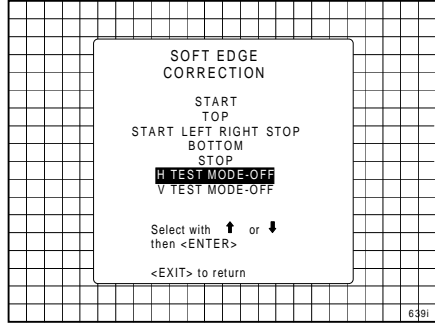 SOFT EDGE
CORRECTION
START
TOP
START LEFT RIGHT STOP
BOTTOM
STOP
H TEST MODE-OFF
V TEST MODE-OFF
Select with ⬆ or ⬇
then <ENTER>
<EXIT> to return
639i